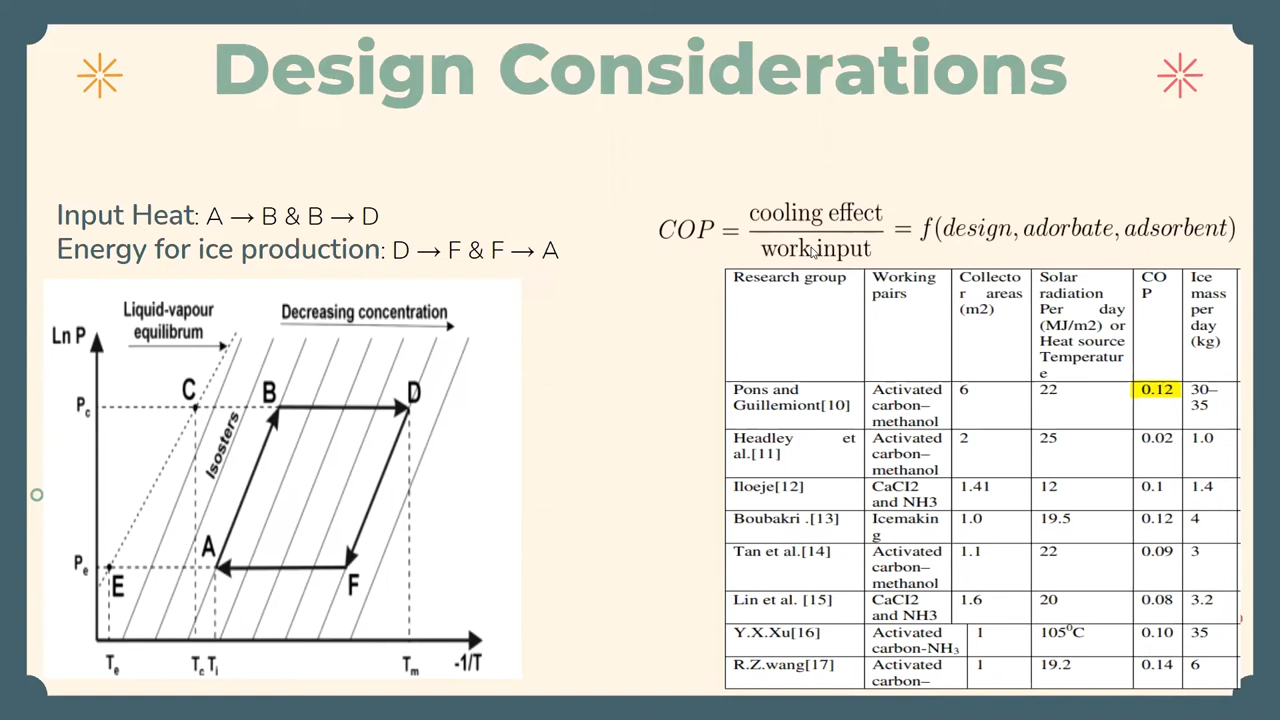 Design Considerations
Input Heat: A → B & B → D
Energy for ice production: D → F & F → A
COP = cooling effect / work input = f(design, adorbate, adsorbent)
Liquid-vapour
equilibrum
Decreasing concentration
Ln P
C
B
D
Pc
Isosters
A
Pe
E
F
Te
Tc
Ti
Tm
-1/T
Research group | Working pairs | Collecto r areas (m2) | Solar radiation Per day (MJ/m2) or Heat source Temperatur e | CO P | Ice mass per day (kg)
Pons and Guillemiont[10] | Activated carbon– methanol | 6 | 22 | 0.12 | 30– 35
Headley et al.[11] | Activated carbon– methanol | 2 | 25 | 0.02 | 1.0
Iloeje[12] | CaCI2 and NH3 | 1.41 | 12 | 0.1 | 1.4
Boubakri .[13] | Icemakin g | 1.0 | 19.5 | 0.12 | 4
Tan et al.[14] | Activated carbon– methanol | 1.1 | 22 | 0.09 | 3
Lin et al. [15] | CaCI2 and NH3 | 1.6 | 20 | 0.08 | 3.2
Y.X.Xu[16] | Activated carbon-NH3 | 1 | 105⁰C | 0.10 | 35
R.Z.wang[17] | Activated carbon– | 1 | 19.2 | 0.14 | 6